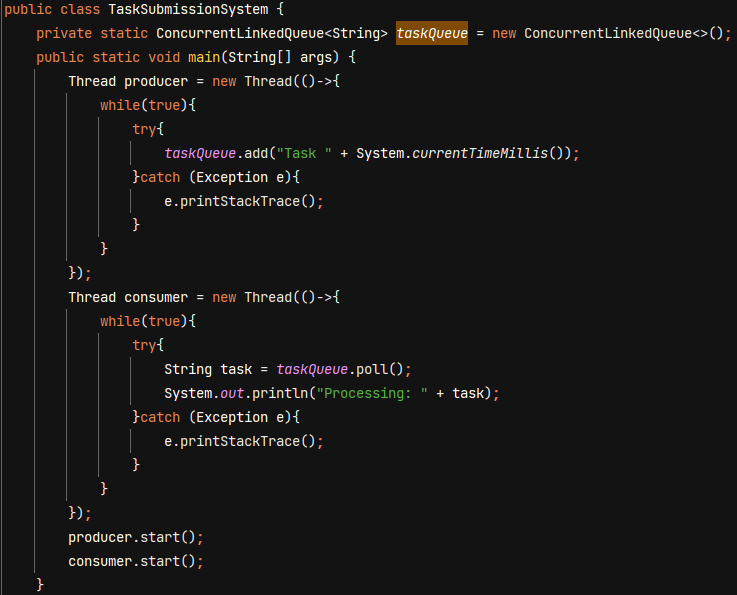 public class TaskSubmissionSystem {
    private static ConcurrentLinkedQueue<String> taskQueue = new ConcurrentLinkedQueue<>();
    public static void main(String[] args) {
        Thread producer = new Thread(()->{
            while(true){
                try{
                    taskQueue.add("Task " + System.currentTimeMillis());
                }catch (Exception e){
                    e.printStackTrace();
                }
            }
        });
        Thread consumer = new Thread(()->{
            while(true){
                try{
                    String task = taskQueue.poll();
                    System.out.println("Processing: " + task);
                }catch (Exception e){
                    e.printStackTrace();
                }
            }
        });
        producer.start();
        consumer.start();
    }